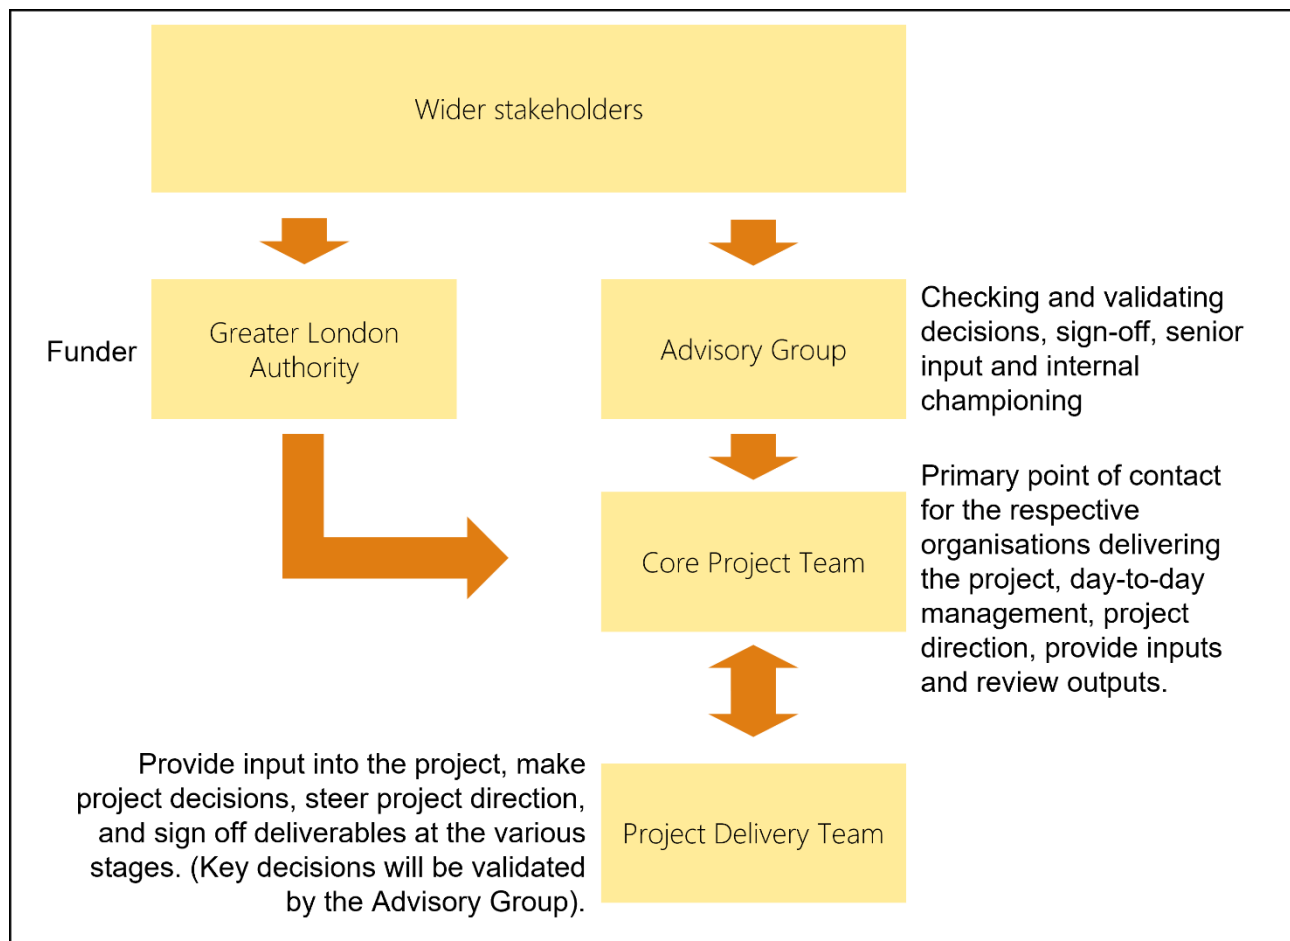 Wider stakeholders
Funder
Greater London
Authority
Advisory Group
Checking and validating
decisions, sign-off, senior
input and internal
championing
Core Project Team
Primary point of contact
for the respective
organisations delivering
the project, day-to-day
management, project
direction, provide inputs
and review outputs.
Provide input into the project, make
project decisions, steer project direction,
and sign off deliverables at the various
stages. (Key decisions will be validated
by the Advisory Group).
Project Delivery Team